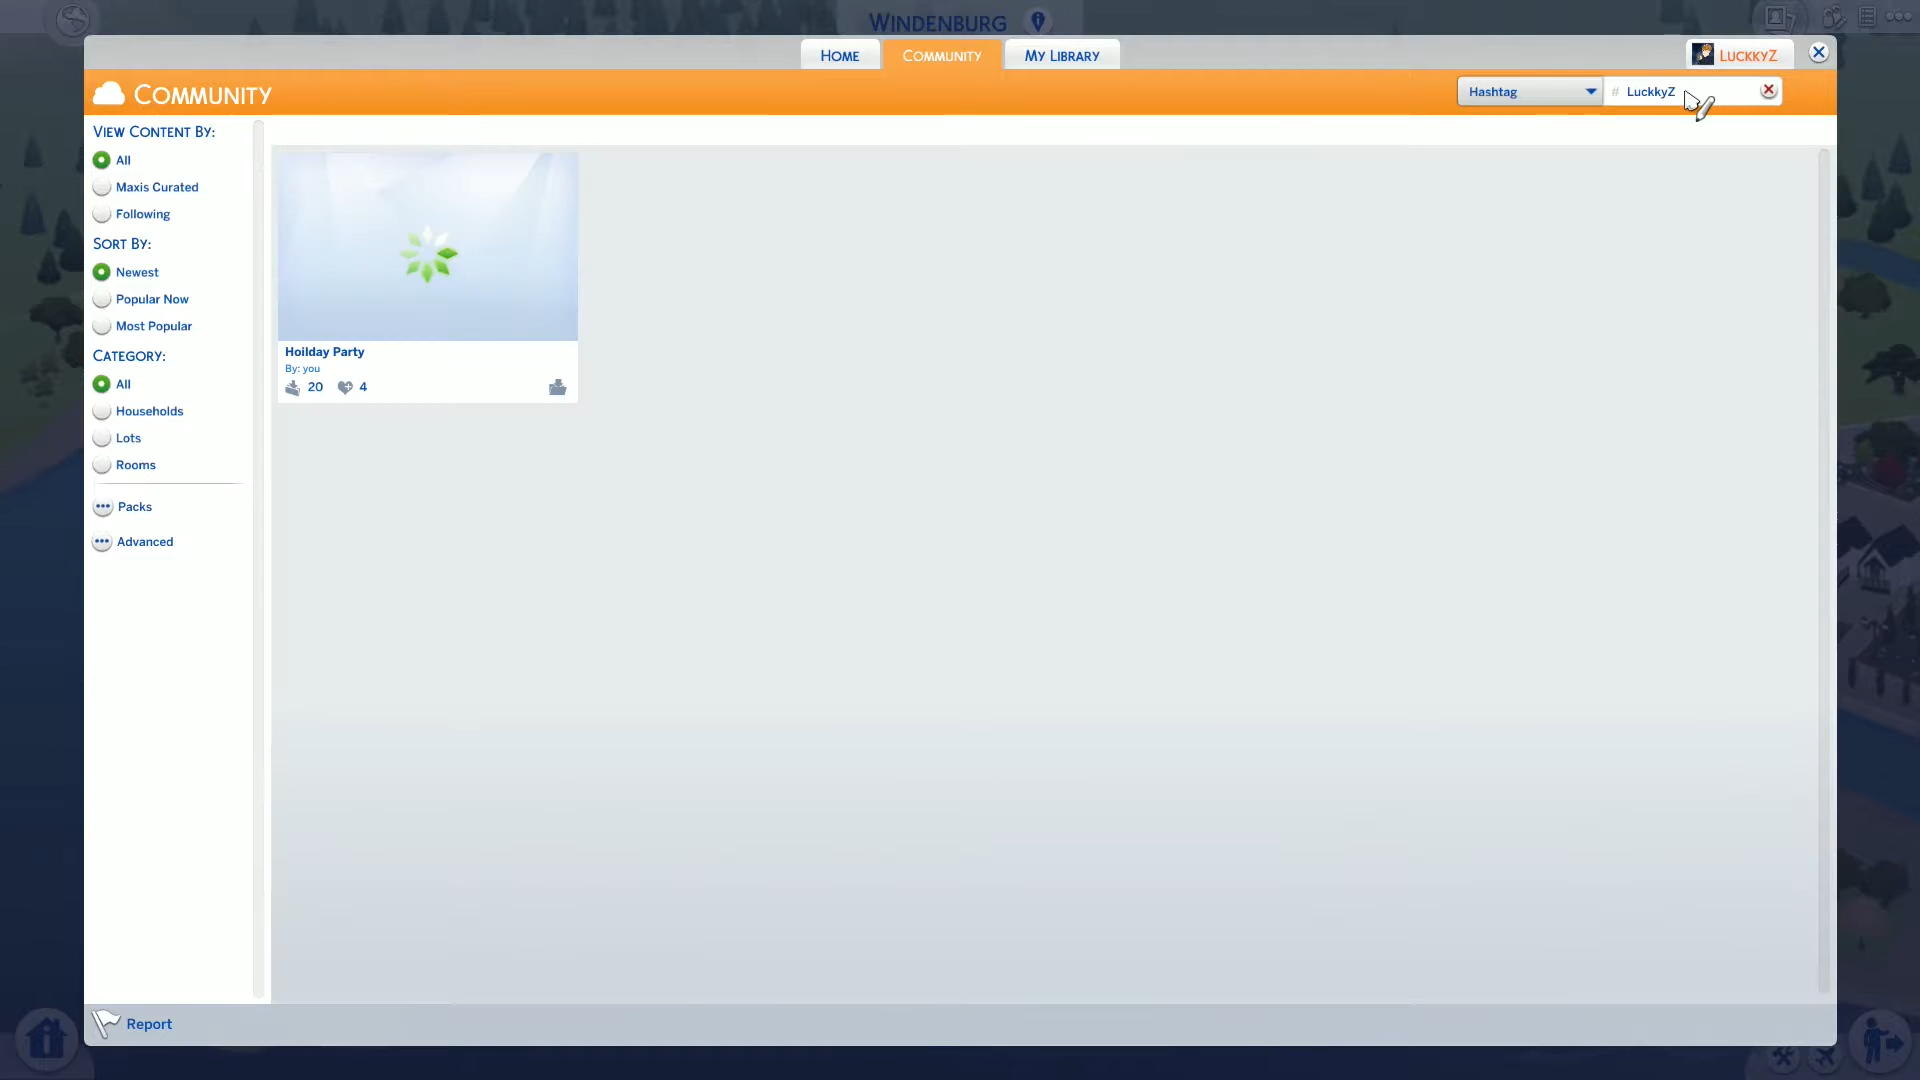 WINDENBURG
HOME
COMMUNITY
MY LIBRARY
LUCKKYZ
COMMUNITY
Hashtag
# LuckkyZ
VIEW CONTENT BY:
All
Maxis Curated
Following
SORT BY:
Newest
Popular Now
Most Popular
CATEGORY:
All
Households
Lots
Rooms
Packs
Advanced
Hoilday Party
By: you
20
4
Report